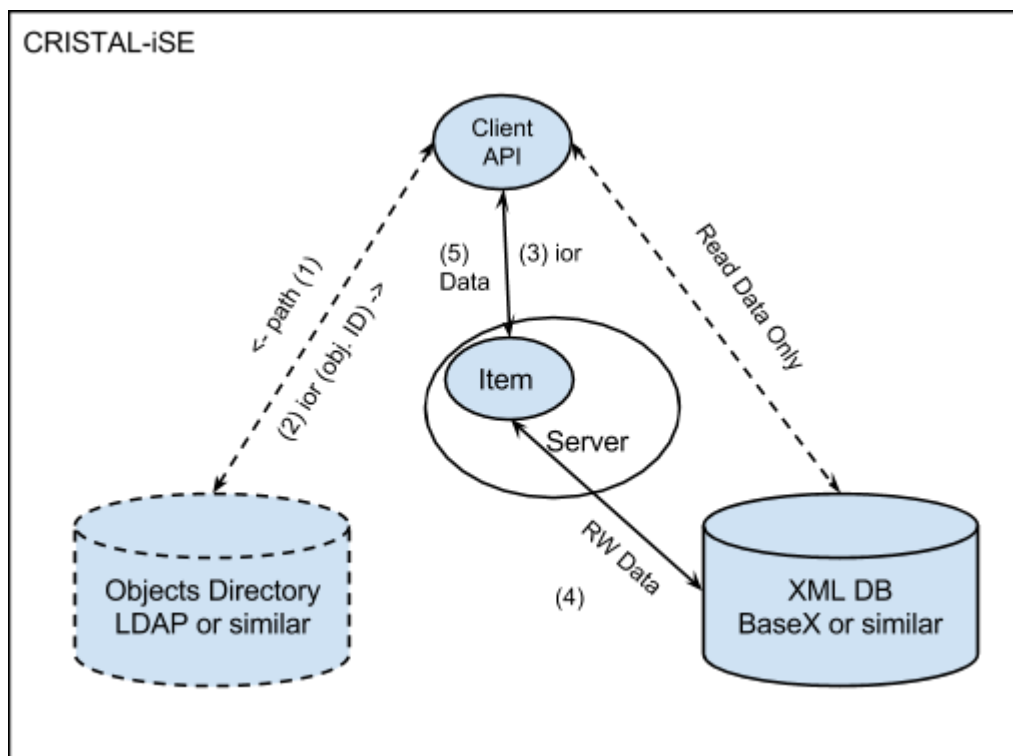 CRISTAL-iSE
Client
API
(5)
Data
(3) ior
<- path (1)
(2) ior (obj. ID) ->
Read Data Only
Item
Server
RW Data
(4)
Objects Directory
LDAP or similar
XML DB
BaseX or similar